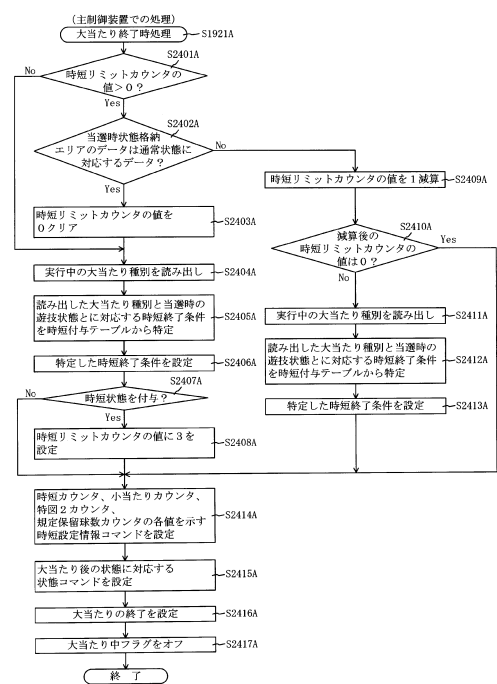 (主制御装置での処理)
大当たり終了時処理
S1921A
S2401A
時短リミットカウンタの
値>0?
No
Yes
S2402A
当選時状態格納
エリアのデータは通常状態に
対応するデータ?
No
Yes
時短リミットカウンタの値を
0クリア
S2403A
実行中の大当たり種別を読み出し
S2404A
読み出した大当たり種別と当選時の
遊技状態とに対応する時短終了条件
を時短付与テーブルから特定
S2405A
特定した時短終了条件を設定
S2406A
S2407A
時短状態を付与?
No
Yes
時短リミットカウンタの値に3を
設定
S2408A
時短リミットカウンタの値を1減算
S2409A
S2410A
減算後の
時短リミットカウンタの
値は0?
Yes
No
実行中の大当たり種別を読み出し
S2411A
読み出した大当たり種別と当選時の
遊技状態とに対応する時短終了条件
を時短付与テーブルから特定
S2412A
特定した時短終了条件を設定
S2413A
時短カウンタ、小当たりカウンタ、
特図2カウンタ、
規定保留球数カウンタの各値を示す
時短設定情報コマンドを設定
S2414A
大当たり後の状態に対応する
状態コマンドを設定
S2415A
大当たりの終了を設定
S2416A
大当たり中フラグをオフ
S2417A
終 了